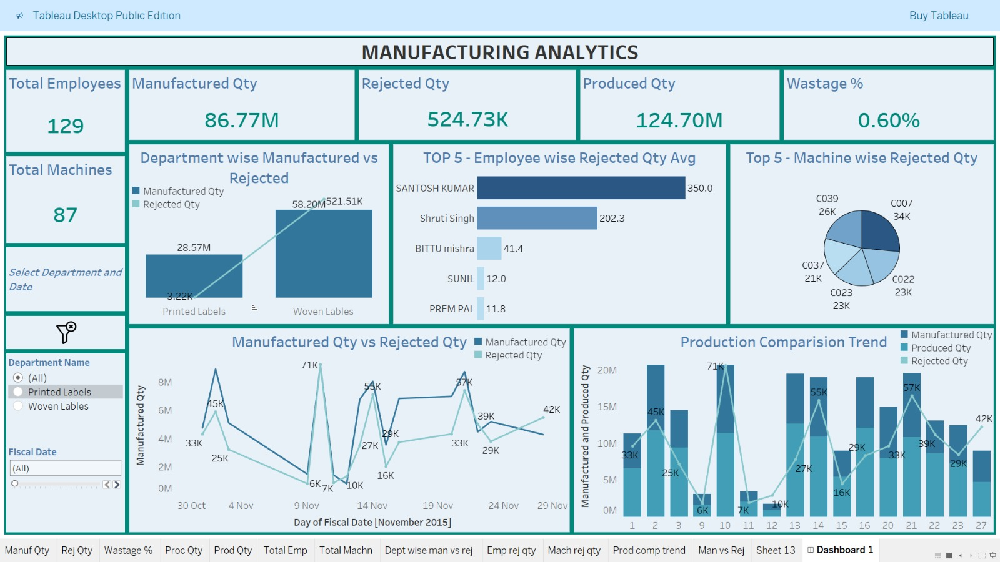 Tableau Desktop Public Edition
Buy Tableau
MANUFACTURING ANALYTICS
Total Employees
129
Manufactured Qty
86.77M
Rejected Qty
524.73K
Produced Qty
124.70M
Wastage %
0.60%
Total Machines
87
Select Department and
Date
Department Name
(All)
Printed Labels
Woven Lables
Fiscal Date
(All)
Department wise Manufactured vs
Rejected
Manufactured Qty
Rejected Qty
58.20M
521.51K
28.57M
3.22K
Printed Labels
Woven Lables
TOP 5 - Employee wise Rejected Qty Avg
SANTOSH KUMAR
350.0
Shruti Singh
202.3
BITTU mishra
41.4
SUNIL
12.0
PREM PAL
11.8
Top 5 - Machine wise Rejected Qty
C039
26K
C007
34K
C037
21K
C022
23K
C023
23K
Manufactured Qty vs Rejected Qty
Manufactured Qty
Rejected Qty
Manufactured Qty
8M
6M
4M
2M
0M
33K
45K
25K
6K
71K
7K
10K
27K
55K
16K
29K
33K
57K
39K
29K
42K
30 Oct
4 Nov
9 Nov
14 Nov
19 Nov
24 Nov
29 Nov
Day of Fiscal Date [November 2015]
Production Comparision Trend
Manufactured Qty
Produced Qty
Rejected Qty
Manufactured and Produced Qty
20M
15M
10M
5M
0M
33K
45K
25K
6K
71K
7K
10K
27K
55K
16K
29K
33K
57K
39K
29K
42K
1
2
3
9
10
11
12
13
14
15
16
20
21
22
23
27
Manuf Qty
Rej Qty
Wastage %
Proc Qty
Prod Qty
Total Emp
Total Machn
Dept wise man vs rej
Emp rej qty
Mach rej qty
Prod comp trend
Man vs Rej
Sheet 13
Dashboard 1